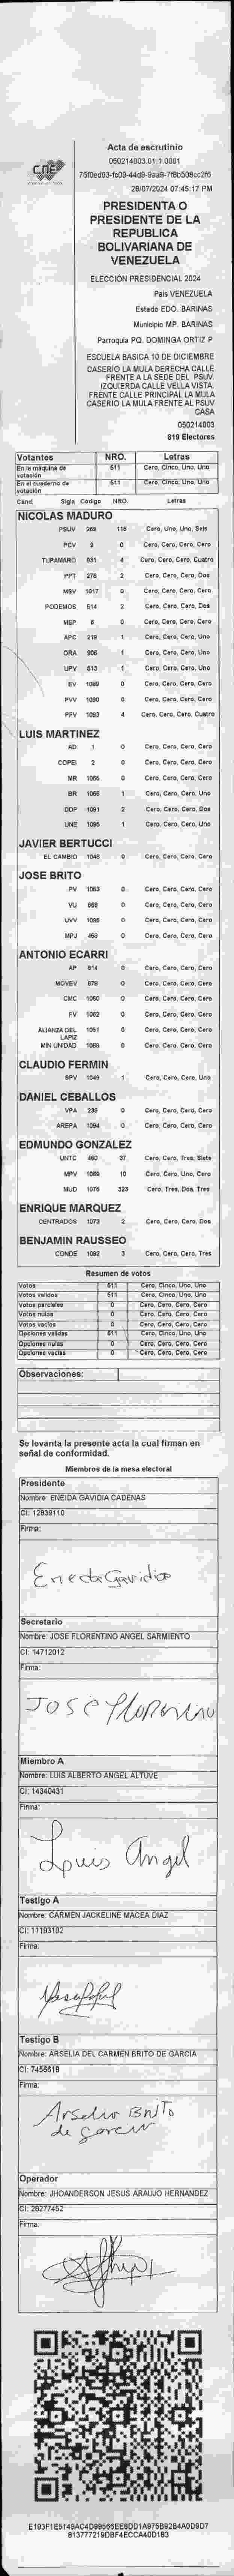 CNE
Acta de escrutinio
050214003.01.1.0001
28/07/2024 07:45:17 PM
PRESIDENTA O
PRESIDENTE DE LA
REPUBLICA
BOLIVARIANA DE
VENEZUELA
ELECCIÓN PRESIDENCIAL 2024
País VENEZUELA
Estado EDO. BARINAS
Municipio MP. BARINAS
Parroquia PQ. DOMINGA ORTIZ P
ESCUELA BASICA 10 DE DICIEMBRE
CASERIO LA MULA DERECHA CALLE
FRENTE A LA SEDE DEL PSUV.
IZQUIERDA CALLE VELLA VISTA.
FRENTE CALLE PRINCIPAL LA MULA
CASERIO LA MULA FRENTE AL PSUV
CASA
050214003
819 Electores
Votantes NRO. Letras
En la máquina de votación 511 Cero, Cinco, Uno, Uno
En el cuaderno de votación 511 Cero, Cinco, Uno, Uno
Cand. Sigla Código NRO. Letras
NICOLAS MADURO
PSUV 269 116 Cero, Uno, Uno, Seis
PCV 9 0 Cero, Cero, Cero, Cero
TUPAMARO 931 4 Cero, Cero, Cero, Cuatro
PPT 276 2 Cero, Cero, Cero, Dos
MSV 1017 0 Cero, Cero, Cero, Cero
PODEMOS 514 2 Cero, Cero, Cero, Dos
MEP 6 0 Cero, Cero, Cero, Cero
APC 219 1 Cero, Cero, Cero, Uno
ORA 906 1 Cero, Cero, Cero, Uno
UPV 513 1 Cero, Cero, Cero, Uno
EV 1089 0 Cero, Cero, Cero, Cero
PVV 1090 0 Cero, Cero, Cero, Cero
PFV 1093 4 Cero, Cero, Cero, Cuatro
LUIS MARTINEZ
AD 1 0 Cero, Cero, Cero, Cero
COPEI 2 0 Cero, Cero, Cero, Cero
MR 1065 0 Cero, Cero, Cero, Cero
BR 1066 1 Cero, Cero, Cero, Uno
DDP 1091 2 Cero, Cero, Cero, Dos
UNE 1095 1 Cero, Cero, Cero, Uno
JAVIER BERTUCCI
EL CAMBIO 1048 0 Cero, Cero, Cero, Cero
JOSE BRITO
PV 1063 0 Cero, Cero, Cero, Cero
VU 868 0 Cero, Cero, Cero, Cero
UVV 1096 0 Cero, Cero, Cero, Cero
MPJ 468 0 Cero, Cero, Cero, Cero
ANTONIO ECARRI
AP 814 0 Cero, Cero, Cero, Cero
MOVEV 878 0 Cero, Cero, Cero, Cero
CMC 1050 0 Cero, Cero, Cero, Cero
FV 1062 0 Cero, Cero, Cero, Cero
ALIANZA DEL LAPIZ 1051 0 Cero, Cero, Cero, Cero
MIN UNIDAD 1069 0 Cero, Cero, Cero, Cero
CLAUDIO FERMIN
SPV 1049 1 Cero, Cero, Cero, Uno
DANIEL CEBALLOS
VPA 238 0 Cero, Cero, Cero, Cero
AREPA 1094 0 Cero, Cero, Cero, Cero
EDMUNDO GONZALEZ
UNTC 460 37 Cero, Cero, Tres, Siete
MPV 1069 10 Cero, Cero, Uno, Cero
MUD 1076 323 Cero, Tres, Dos, Tres
ENRIQUE MARQUEZ
CENTRADOS 1073 2 Cero, Cero, Cero, Dos
BENJAMIN RAUSSEO
CONDE 1092 3 Cero, Cero, Cero, Tres
Resumen de votos
Votos 511 Cero, Cinco, Uno, Uno
Votos válidos 511 Cero, Cinco, Uno, Uno
Votos parciales 0 Cero, Cero, Cero, Cero
Votos nulos 0 Cero, Cero, Cero, Cero
Votos vacíos 0 Cero, Cero, Cero, Cero
Opciones válidas 511 Cero, Cinco, Uno, Uno
Opciones nulas 0 Cero, Cero, Cero, Cero
Opciones vacías 0 Cero, Cero, Cero, Cero
Observaciones:
Se levanta la presente acta la cual firman en
señal de conformidad.
Miembros de la mesa electoral
Presidente
Nombre: ENEIDA GAVIDIA CADENAS
CI: 12839110
Firma:
Eneida Gavidia
Secretario
Nombre: JOSE FLORENTINO ANGEL SARMIENTO
CI: 14712012
Firma:
JOSE Florentino
Miembro A
Nombre: LUIS ALBERTO ANGEL ALTUVE
CI: 14340431
Firma:
Luis Angel
Testigo A
Nombre: CARMEN JACKELINE MACEA DIAZ
CI: 11193102
Firma:
Testigo B
Nombre: ARSELIA DEL CARMEN BRITO DE GARCIA
CI: 7456618
Firma:
Arselia Brito
de Garcia
Operador
Nombre: JHOANDERSON JESUS ARAUJO HERNANDEZ
CI: 28277452
Firma: